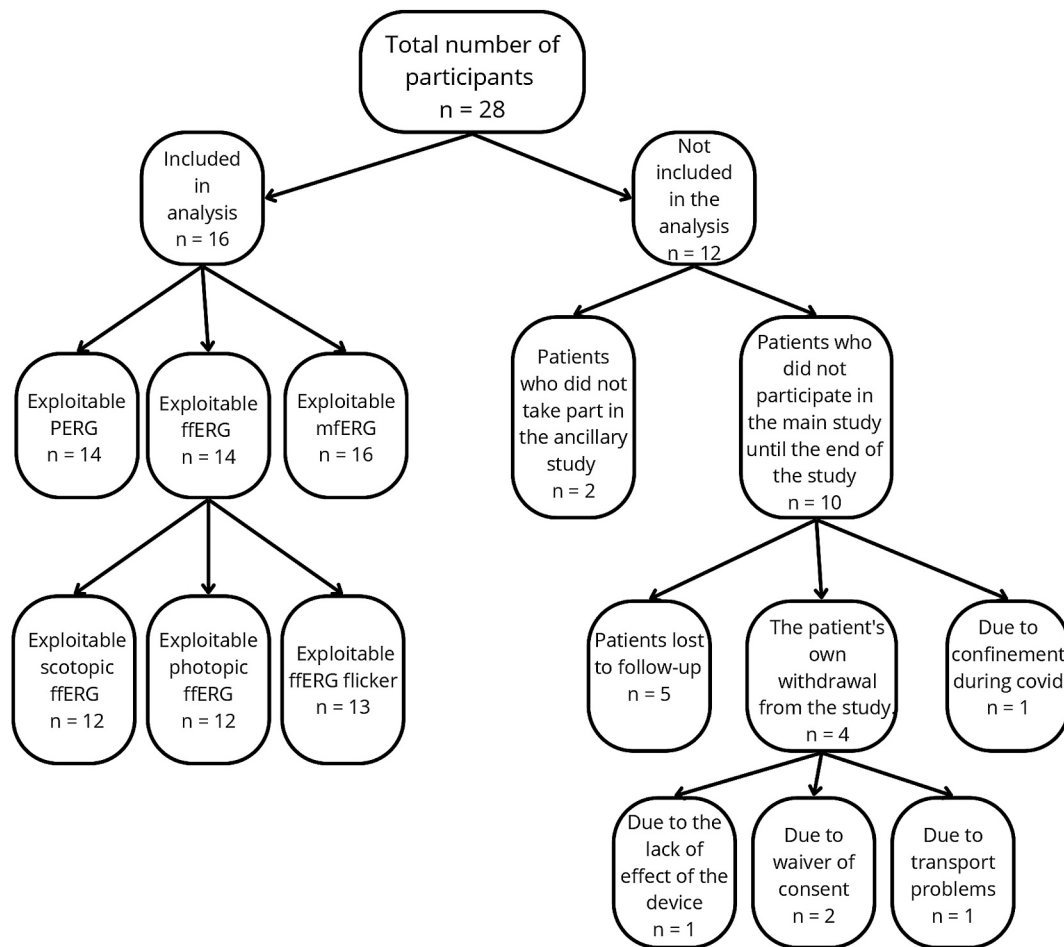 Total number of
participants
n = 28
Included
in
analysis
n = 16
Not
included
in the
analysis
n = 12
Exploitable
PERG
n = 14
Exploitable
ffERG
n = 14
Exploitable
mfERG
n = 16
Patients
who did not
take part in
the ancillary
study
n = 2
Patients who
did not
participate in
the main study
until the end of
the study
n = 10
Exploitable
scotopic
ffERG
n = 12
Exploitable
photopic
ffERG
n = 12
Exploitable
ffERG flicker
n = 13
Patients lost
to follow-up
n = 5
The patient's
own
withdrawal
from the study.
n = 4
Due to
confinement
during covid
n = 1
Due to the
lack of
effect of the
device
n = 1
Due to
waiver of
consent
n = 2
Due to
transport
problems
n = 1